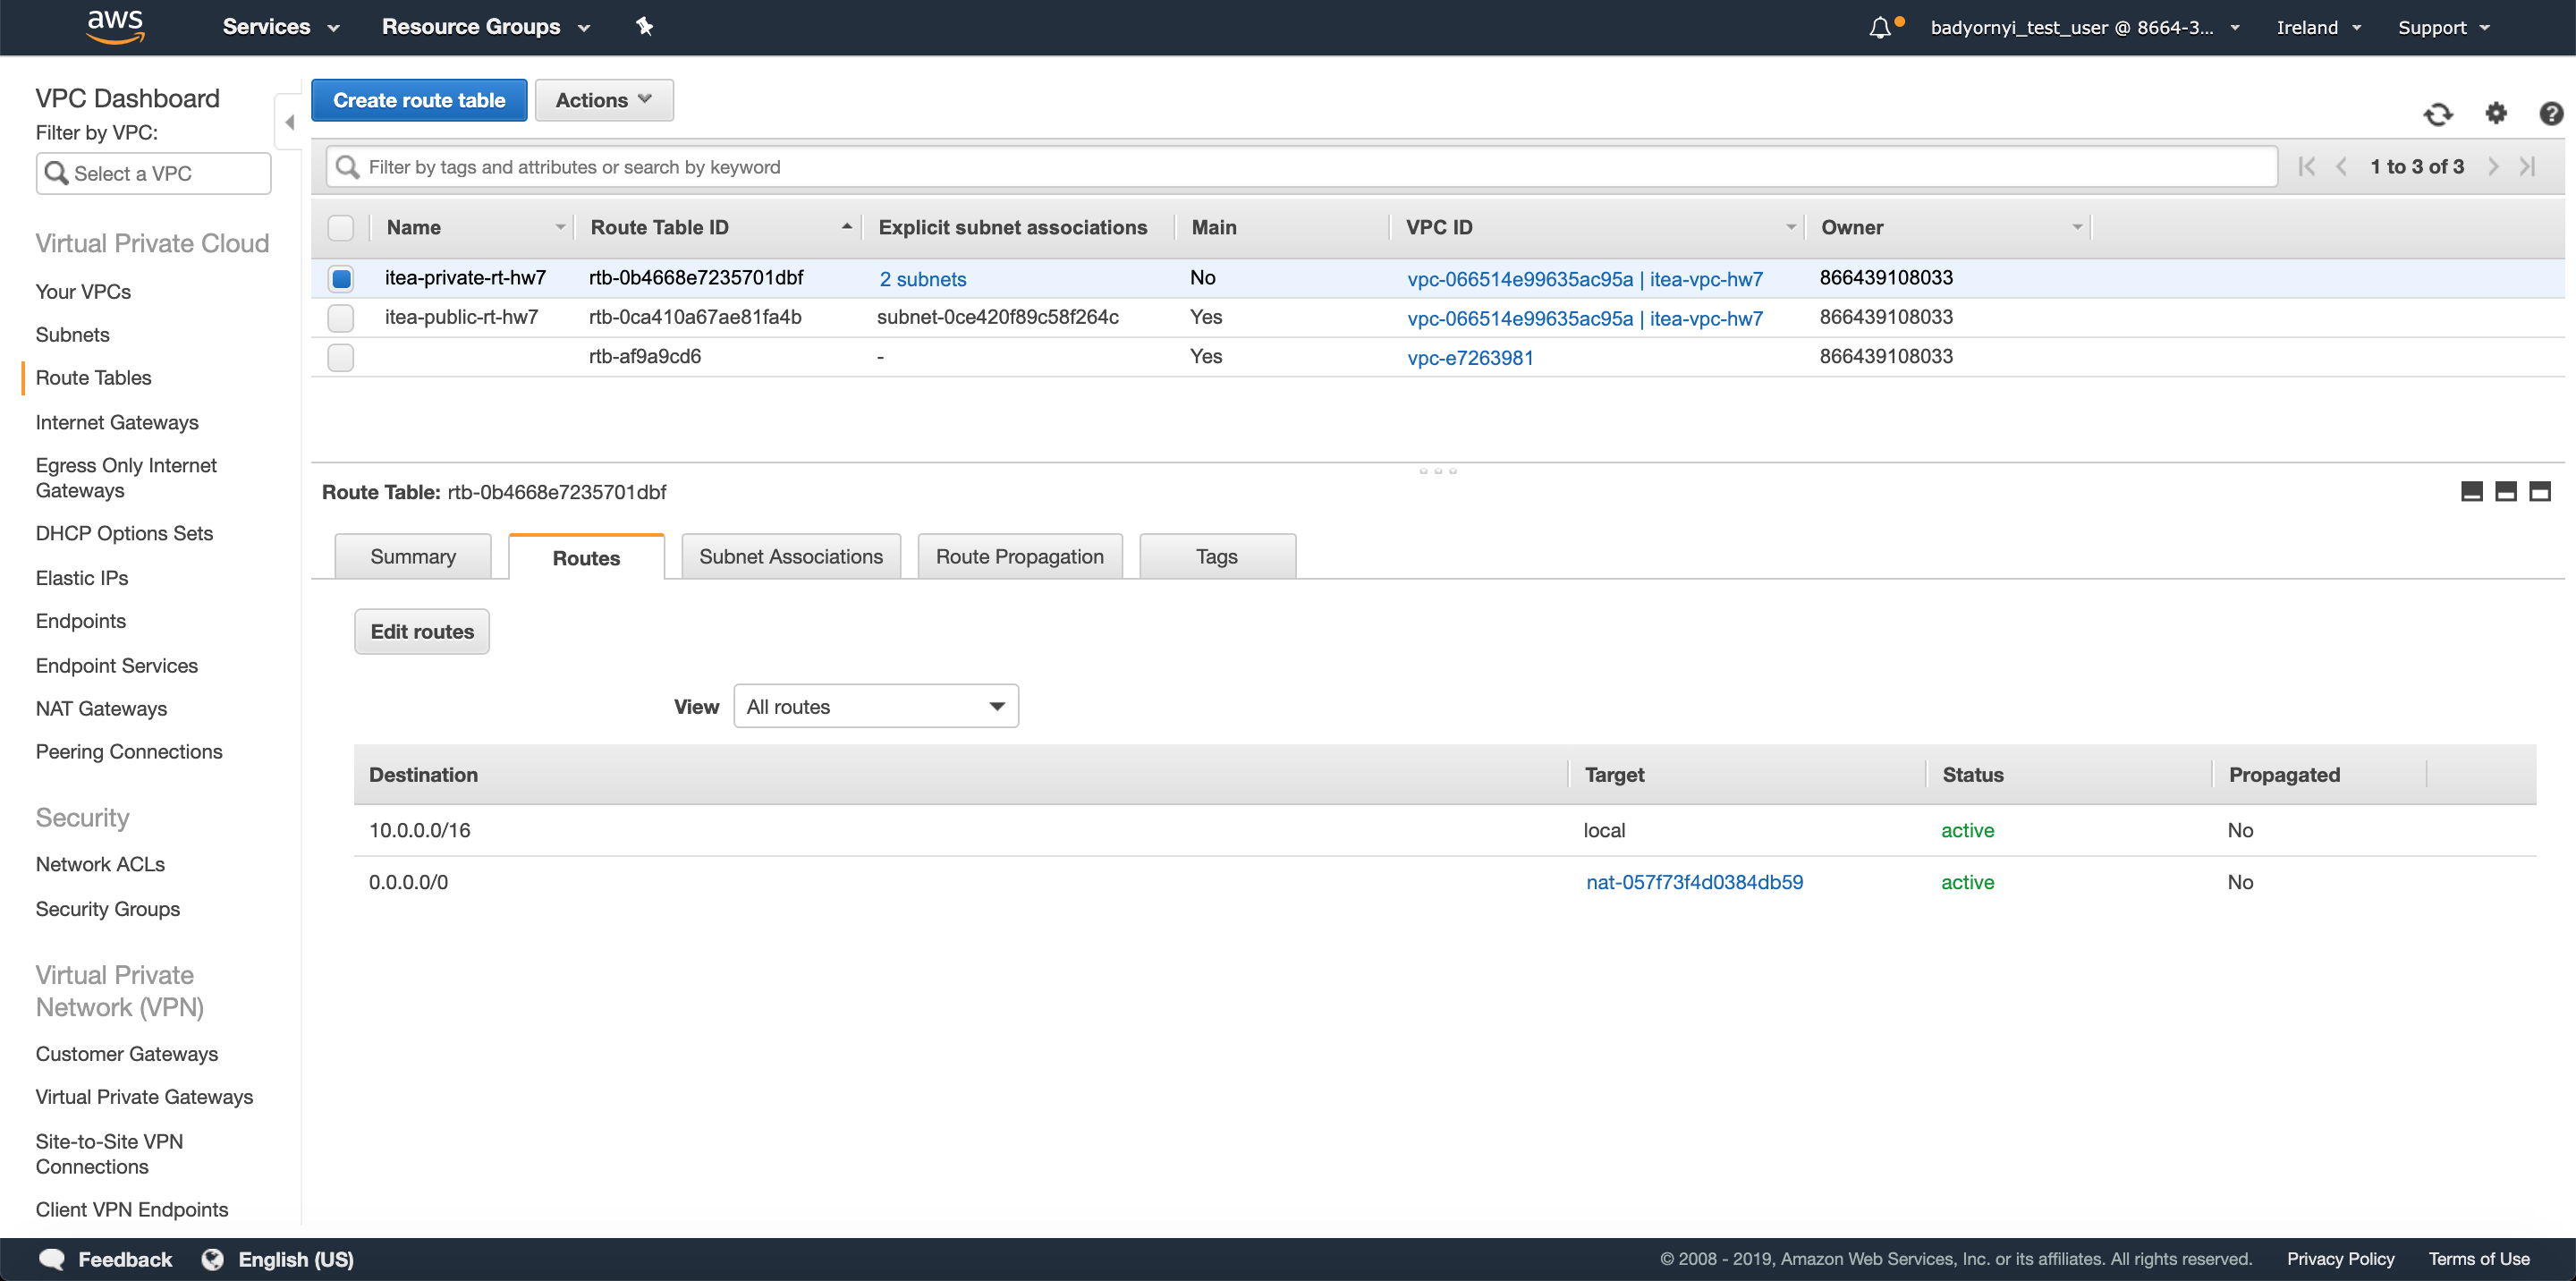 aws Services Resource Groups badyornyi_test_user @ 8664-3... Ireland Support
VPC Dashboard
Filter by VPC:
Select a VPC
Virtual Private Cloud
Your VPCs
Subnets
Route Tables
Internet Gateways
Egress Only Internet
Gateways
DHCP Options Sets
Elastic IPs
Endpoints
Endpoint Services
NAT Gateways
Peering Connections
Security
Network ACLs
Security Groups
Virtual Private
Network (VPN)
Customer Gateways
Virtual Private Gateways
Site-to-Site VPN
Connections
Client VPN Endpoints
Create route table Actions
Filter by tags and attributes or search by keyword 1 to 3 of 3
Name Route Table ID Explicit subnet associations Main VPC ID Owner
itea-private-rt-hw7 rtb-0b4668e7235701dbf 2 subnets No vpc-066514e99635ac95a | itea-vpc-hw7 866439108033
itea-public-rt-hw7 rtb-0ca410a67ae81fa4b subnet-0ce420f89c58f264c Yes vpc-066514e99635ac95a | itea-vpc-hw7 866439108033
rtb-af9a9cd6 - Yes vpc-e7263981 866439108033
Route Table: rtb-0b4668e7235701dbf
Summary Routes Subnet Associations Route Propagation Tags
Edit routes
View All routes
Destination Target Status Propagated
10.0.0.0/16 local active No
0.0.0.0/0 nat-057f73f4d0384db59 active No
Feedback English (US) © 2008 - 2019, Amazon Web Services, Inc. or its affiliates. All rights reserved. Privacy Policy Terms of Use